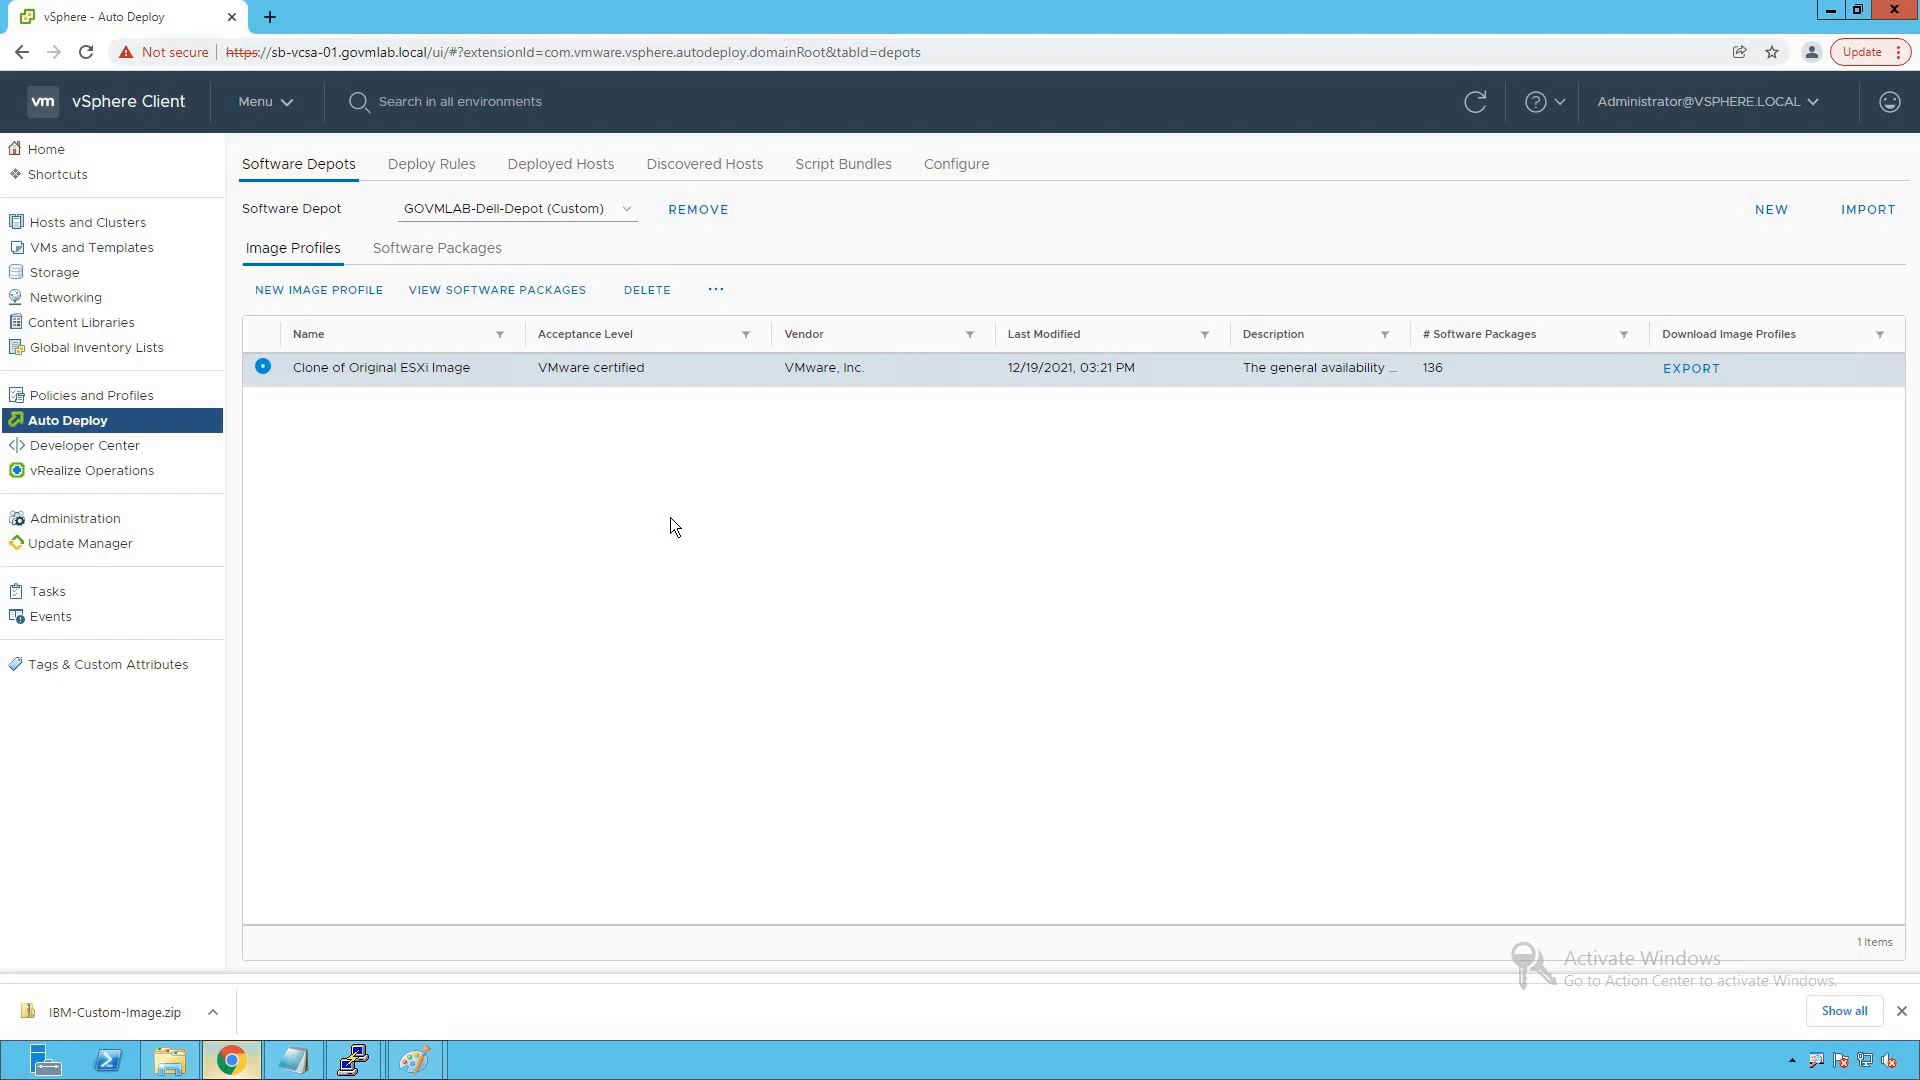 vSphere - Auto Deploy
Not secure https://sb-vcsa-01.govmlab.local/ui/#?extensionId=com.vmware.vsphere.autodeploy.domainRoot&tabId=depots
Update
vm vSphere Client Menu Search in all environments Administrator@VSPHERE.LOCAL
Home
Shortcuts
Hosts and Clusters
VMs and Templates
Storage
Networking
Content Libraries
Global Inventory Lists
Policies and Profiles
Auto Deploy
Developer Center
vRealize Operations
Administration
Update Manager
Tasks
Events
Tags & Custom Attributes
Software Depots Deploy Rules Deployed Hosts Discovered Hosts Script Bundles Configure
Software Depot GOVMLAB-Dell-Depot (Custom) REMOVE NEW IMPORT
Image Profiles Software Packages
NEW IMAGE PROFILE VIEW SOFTWARE PACKAGES DELETE ...
Name Acceptance Level Vendor Last Modified Description # Software Packages Download Image Profiles
Clone of Original ESXi Image VMware certified VMware, Inc. 12/19/2021, 03:21 PM The general availability ... 136 EXPORT
1 Items
Activate Windows
Go to Action Center to activate Windows.
IBM-Custom-Image.zip Show all